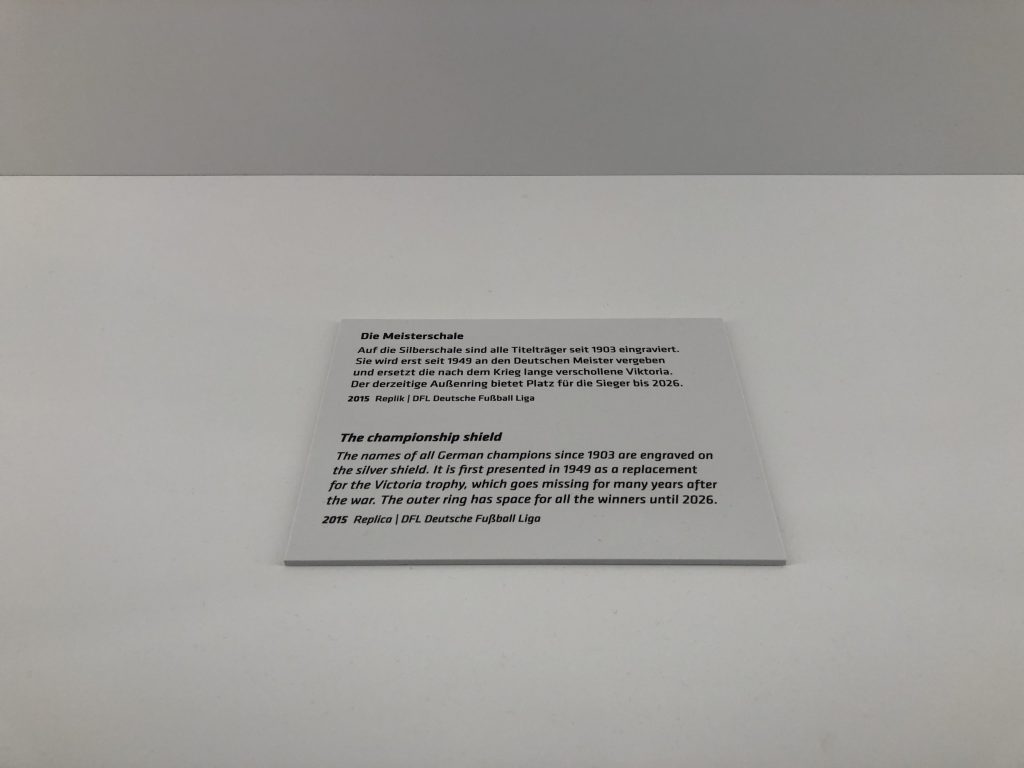 Die Meisterschale
Auf die Silberschale sind alle Titelträger seit 1903 eingraviert.
Sie wird erst seit 1949 an den Deutschen Meister vergeben
und ersetzt die nach dem Krieg lange verschollene Viktoria.
Der derzeitige Außenring bietet Platz für die Sieger bis 2026.
2015 Replik | DFL Deutsche Fußball Liga
The championship shield
The names of all German champions since 1903 are engraved on
the silver shield. It is first presented in 1949 as a replacement
for the Victoria trophy, which goes missing for many years after
the war. The outer ring has space for all the winners until 2026.
2015 Replica | DFL Deutsche Fußball Liga